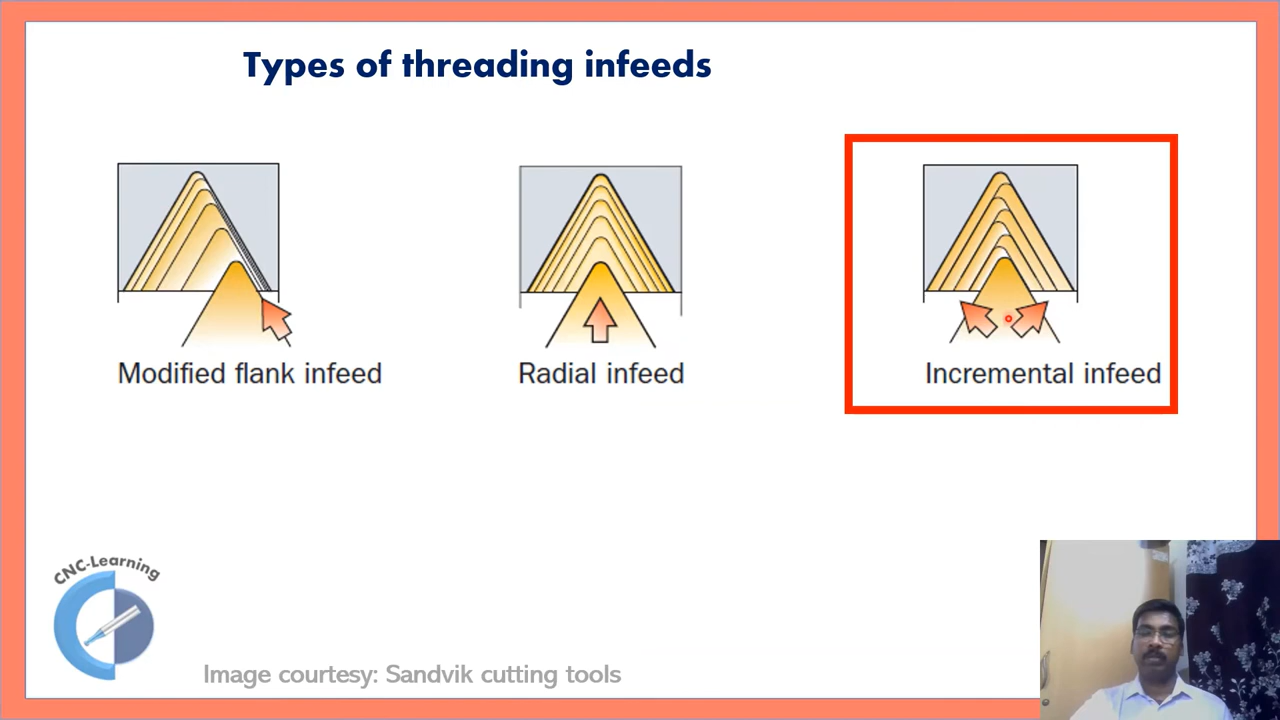 Types of threading infeeds
Modified flank infeed
Radial infeed
Incremental infeed
CNC-Learning
Image courtesy: Sandvik cutting tools